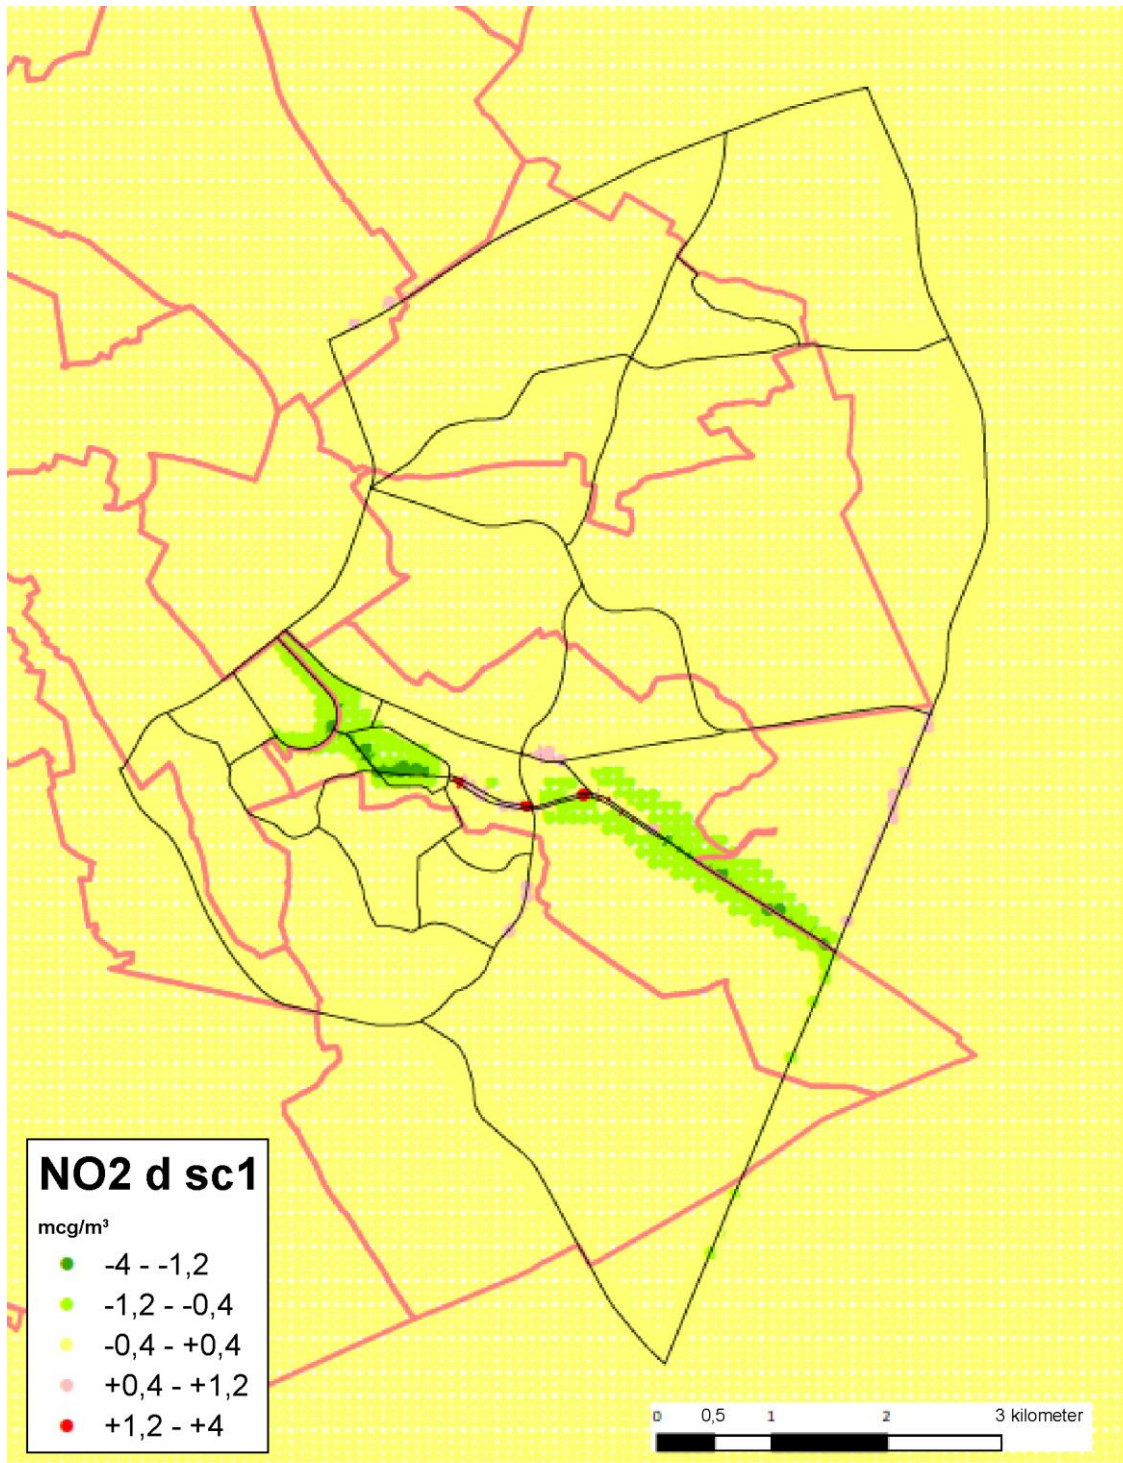 NO2 d sc1
mcg/m³
-4 - -1,2
-1,2 - -0,4
-0,4 - +0,4
+0,4 - +1,2
+1,2 - +4
0 0,5 1 2 3 kilometer